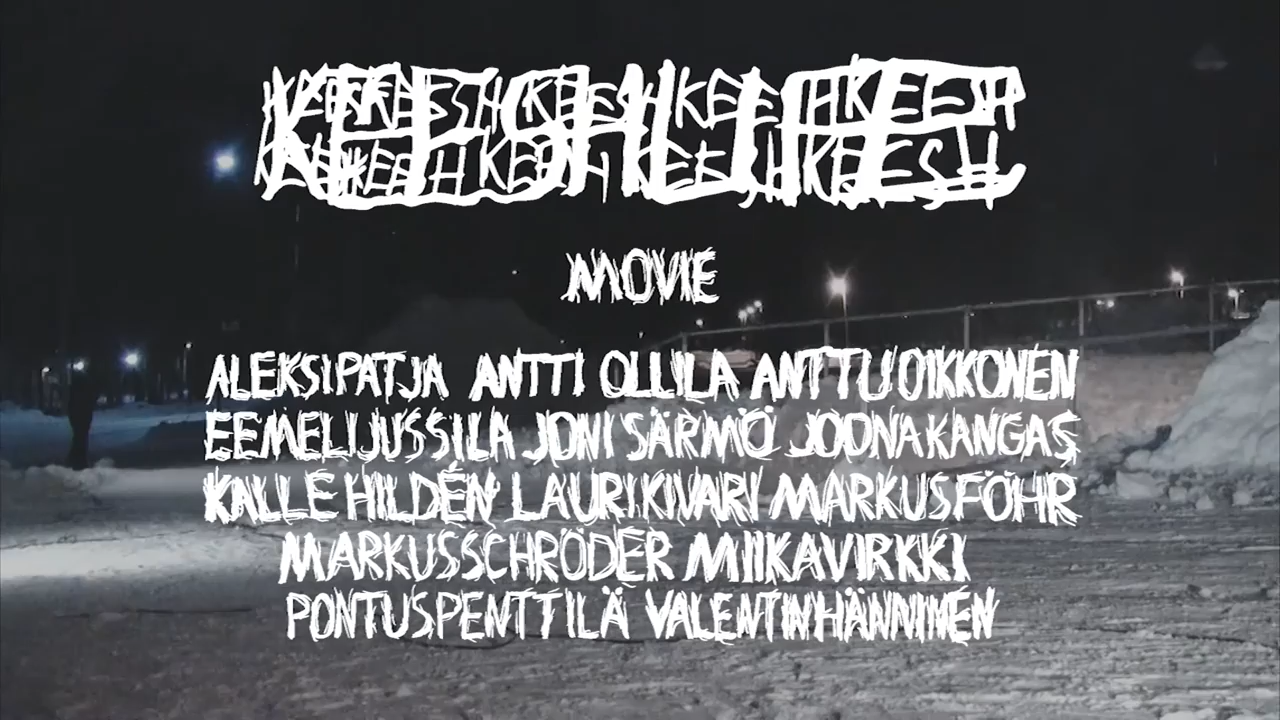 KEESHLIFE
MOVIE
ALEKSI PATJA ANTTI OLLILA ANTTU OIKKONEN
EEMELI JUSSILA JONI SÄRMÖ JOONA KANGAS
KALLE HILDÉN LAURI KIVARI MARKUS FÖHR
MARKUS SCHRÖDER MIIKA VIRKKI
PONTUS PENTTILÄ VALENTIN HÄNNINEN